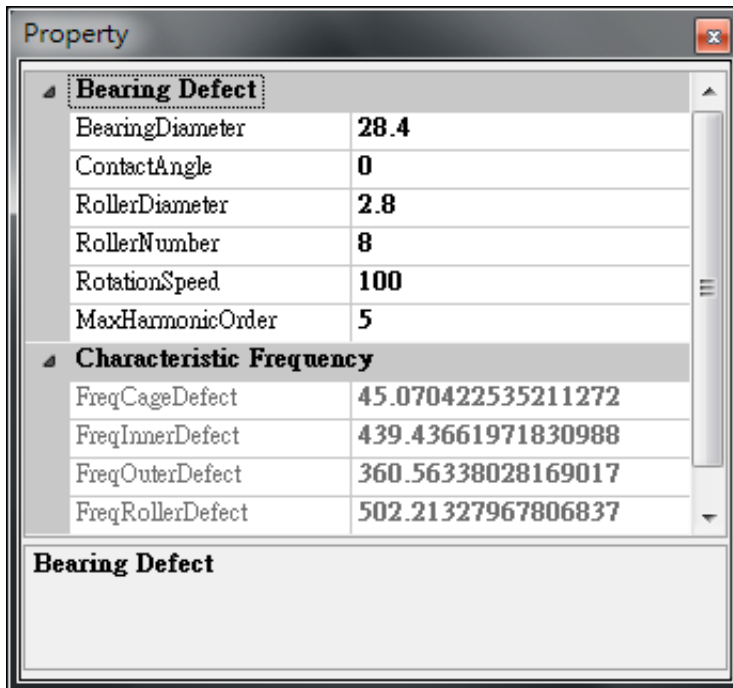 Property
Bearing Defect
BearingDiameter 28.4
ContactAngle 0
RollerDiameter 2.8
RollerNumber 8
RotationSpeed 100
MaxHarmonicOrder 5
Characteristic Frequency
FreqCageDefect 45.070422535211272
FreqInnerDefect 439.43661971830988
FreqOuterDefect 360.56338028169017
FreqRollerDefect 502.21327967806837
Bearing Defect